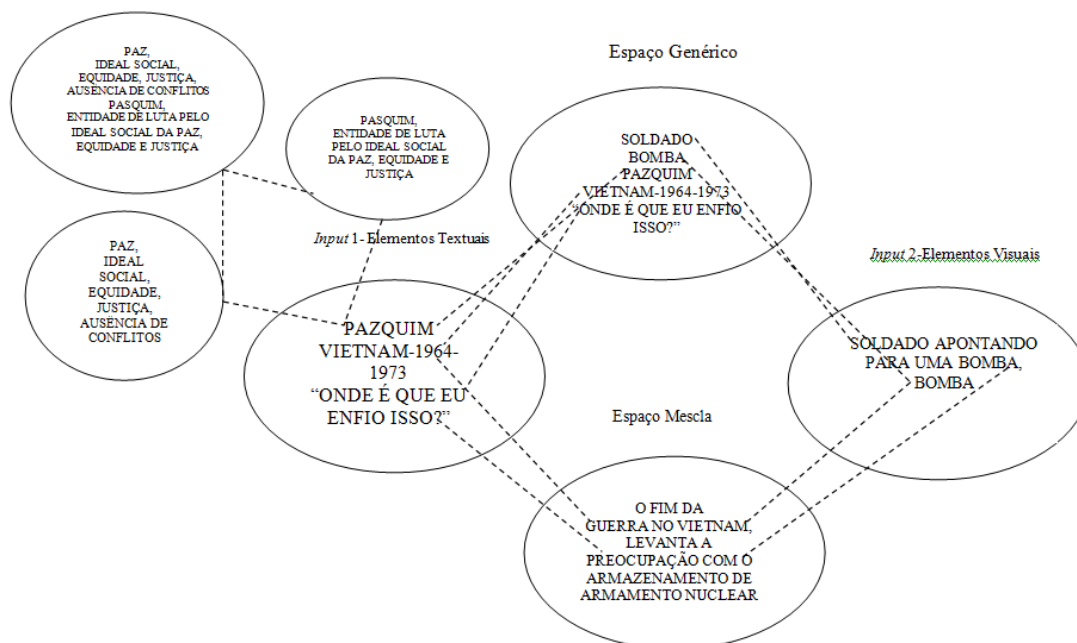 PAZ,
IDEAL SOCIAL,
EQUIDADE, JUSTIÇA,
AUSÊNCIA DE CONFLITOS
PASQUIM,
ENTIDADE DE LUTA PELO
IDEAL SOCIAL DA PAZ,
EQUIDADE E JUSTIÇA
PASQUIM,
ENTIDADE DE LUTA
PELO IDEAL SOCIAL
DA PAZ, EQUIDADE E
JUSTIÇA
Espaço Genérico
SOLDADO
BOMBA
PAZQUIM
VIETNAM-1964-1973
“ONDE É QUE EU ENFIO
ISSO?”
PAZ,
IDEAL
SOCIAL,
EQUIDADE,
JUSTIÇA,
AUSÊNCIA DE
CONFLITOS
Input 1- Elementos Textuais
PAZQUIM
VIETNAM-1964-
1973
“ONDE É QUE EU
ENFIO ISSO?”
Input 2-Elementos Visuais
SOLDADO APONTANDO
PARA UMA BOMBA,
BOMBA
Espaço Mescla
O FIM DA
GUERRA NO VIETNAM,
LEVANTA A
PREOCUPAÇÃO COM O
ARMAZENAMENTO DE
ARMAMENTO NUCLEAR